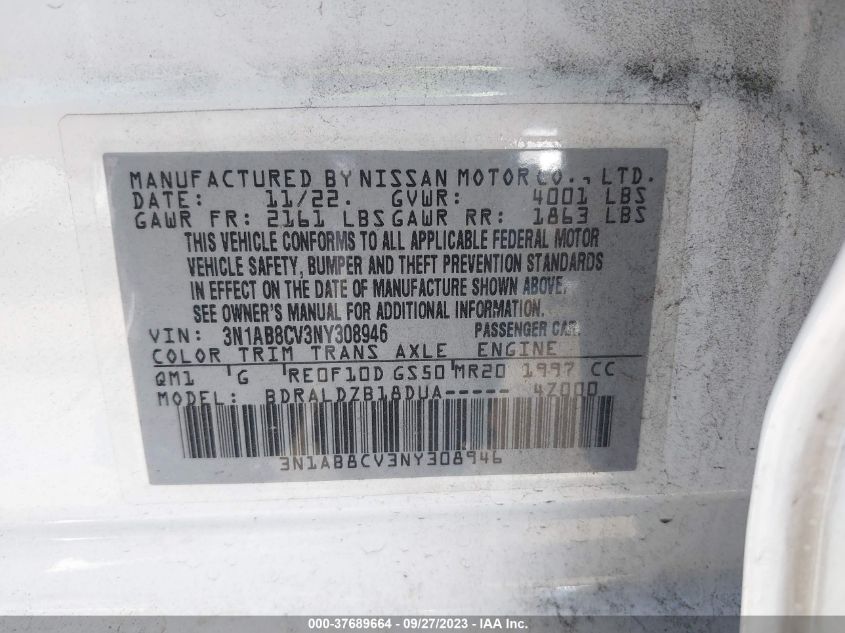 MANUFACTURED BY NISSAN MOTOR CO., LTD.
DATE: 11/22. GVWR: 4001 LBS
GAWR FR: 2161 LBS GAWR RR: 1863 LBS
THIS VEHICLE CONFORMS TO ALL APPLICABLE FEDERAL MOTOR
VEHICLE SAFETY, BUMPER AND THEFT PREVENTION STANDARDS
IN EFFECT ON THE DATE OF MANUFACTURE SHOWN ABOVE.
SEE OWNER'S MANUAL FOR ADDITIONAL INFORMATION.
VIN: 3N1AB8CV3NY308946 PASSENGER CAR
COLOR TRIM TRANS AXLE ENGINE
QM1 G RE0F10D GS50 MR20 1997 CC
MODEL: BDRALDZB18DUA----- 4Z000
3N1AB8CV3NY308946
000-37689664 - 09/27/2023 - IAA Inc.